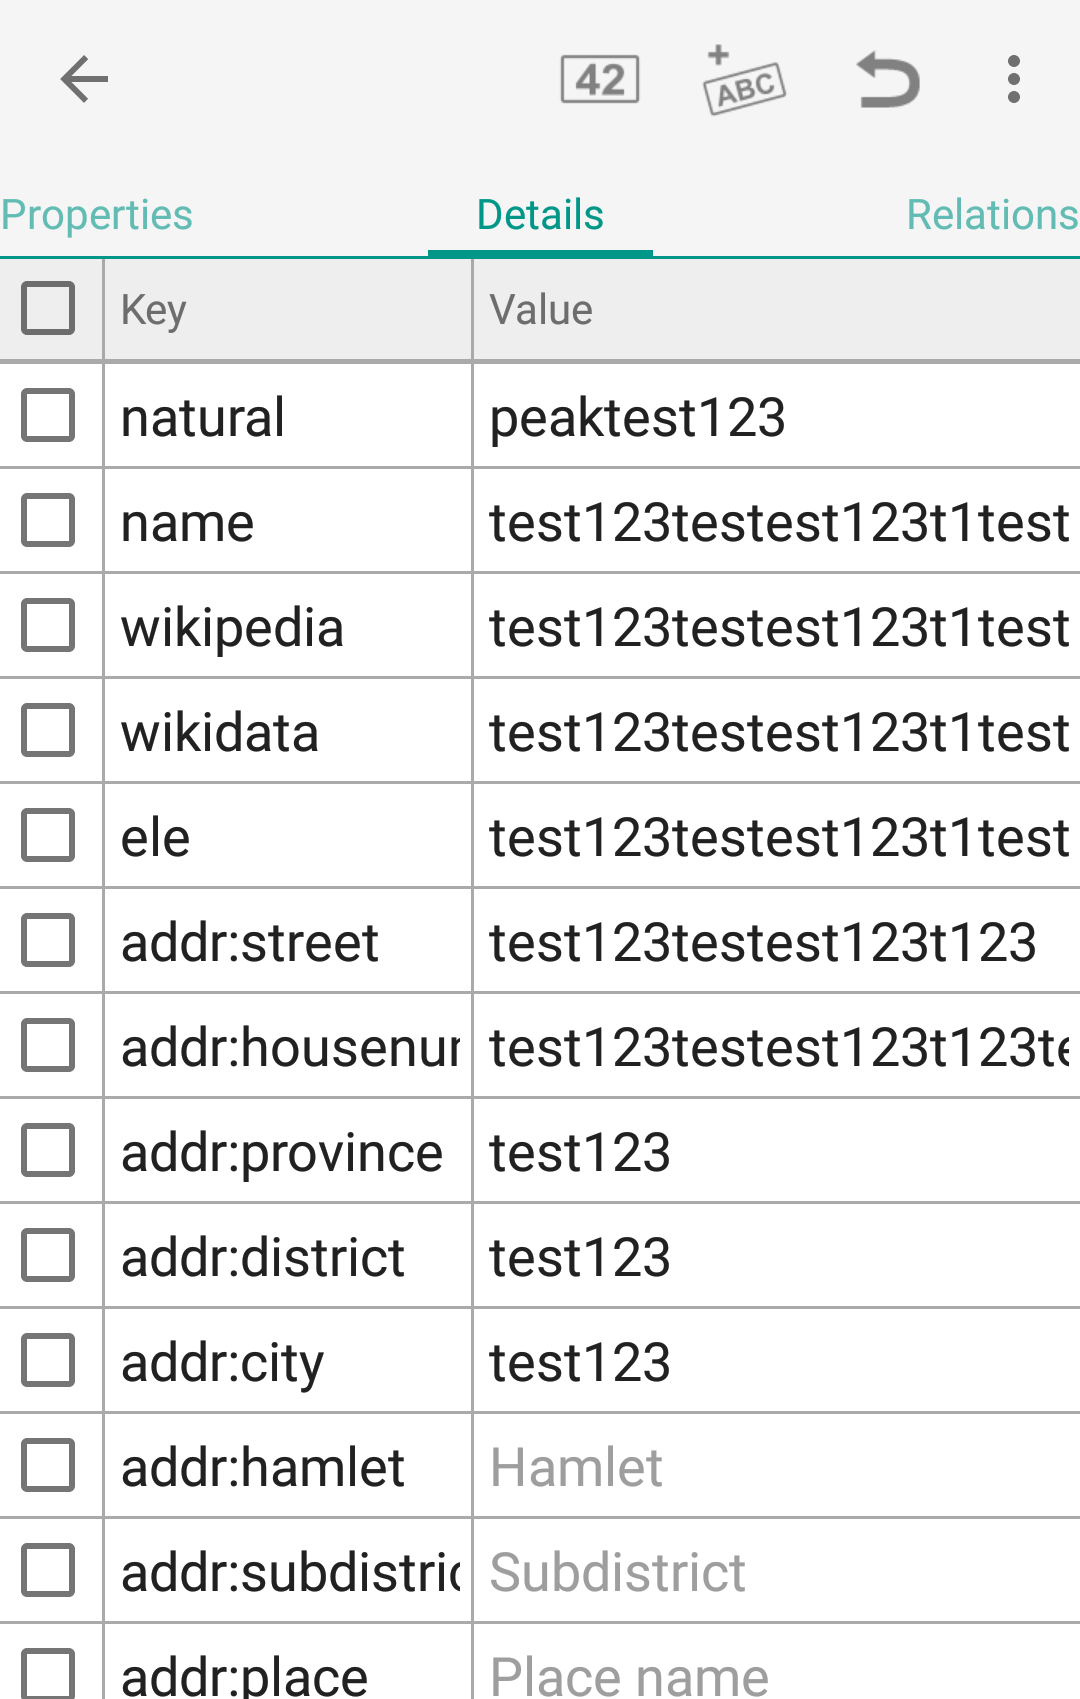 42
+
ABC
Properties Details Relations
Key Value
natural peaktest123
name test123testest123t1test
wikipedia test123testest123t1test
wikidata test123testest123t1test
ele test123testest123t1test
addr:street test123testest123t123
addr:housenur test123testest123t123te
addr:province test123
addr:district test123
addr:city test123
addr:hamlet Hamlet
addr:subdistric Subdistrict
addr:place Place name